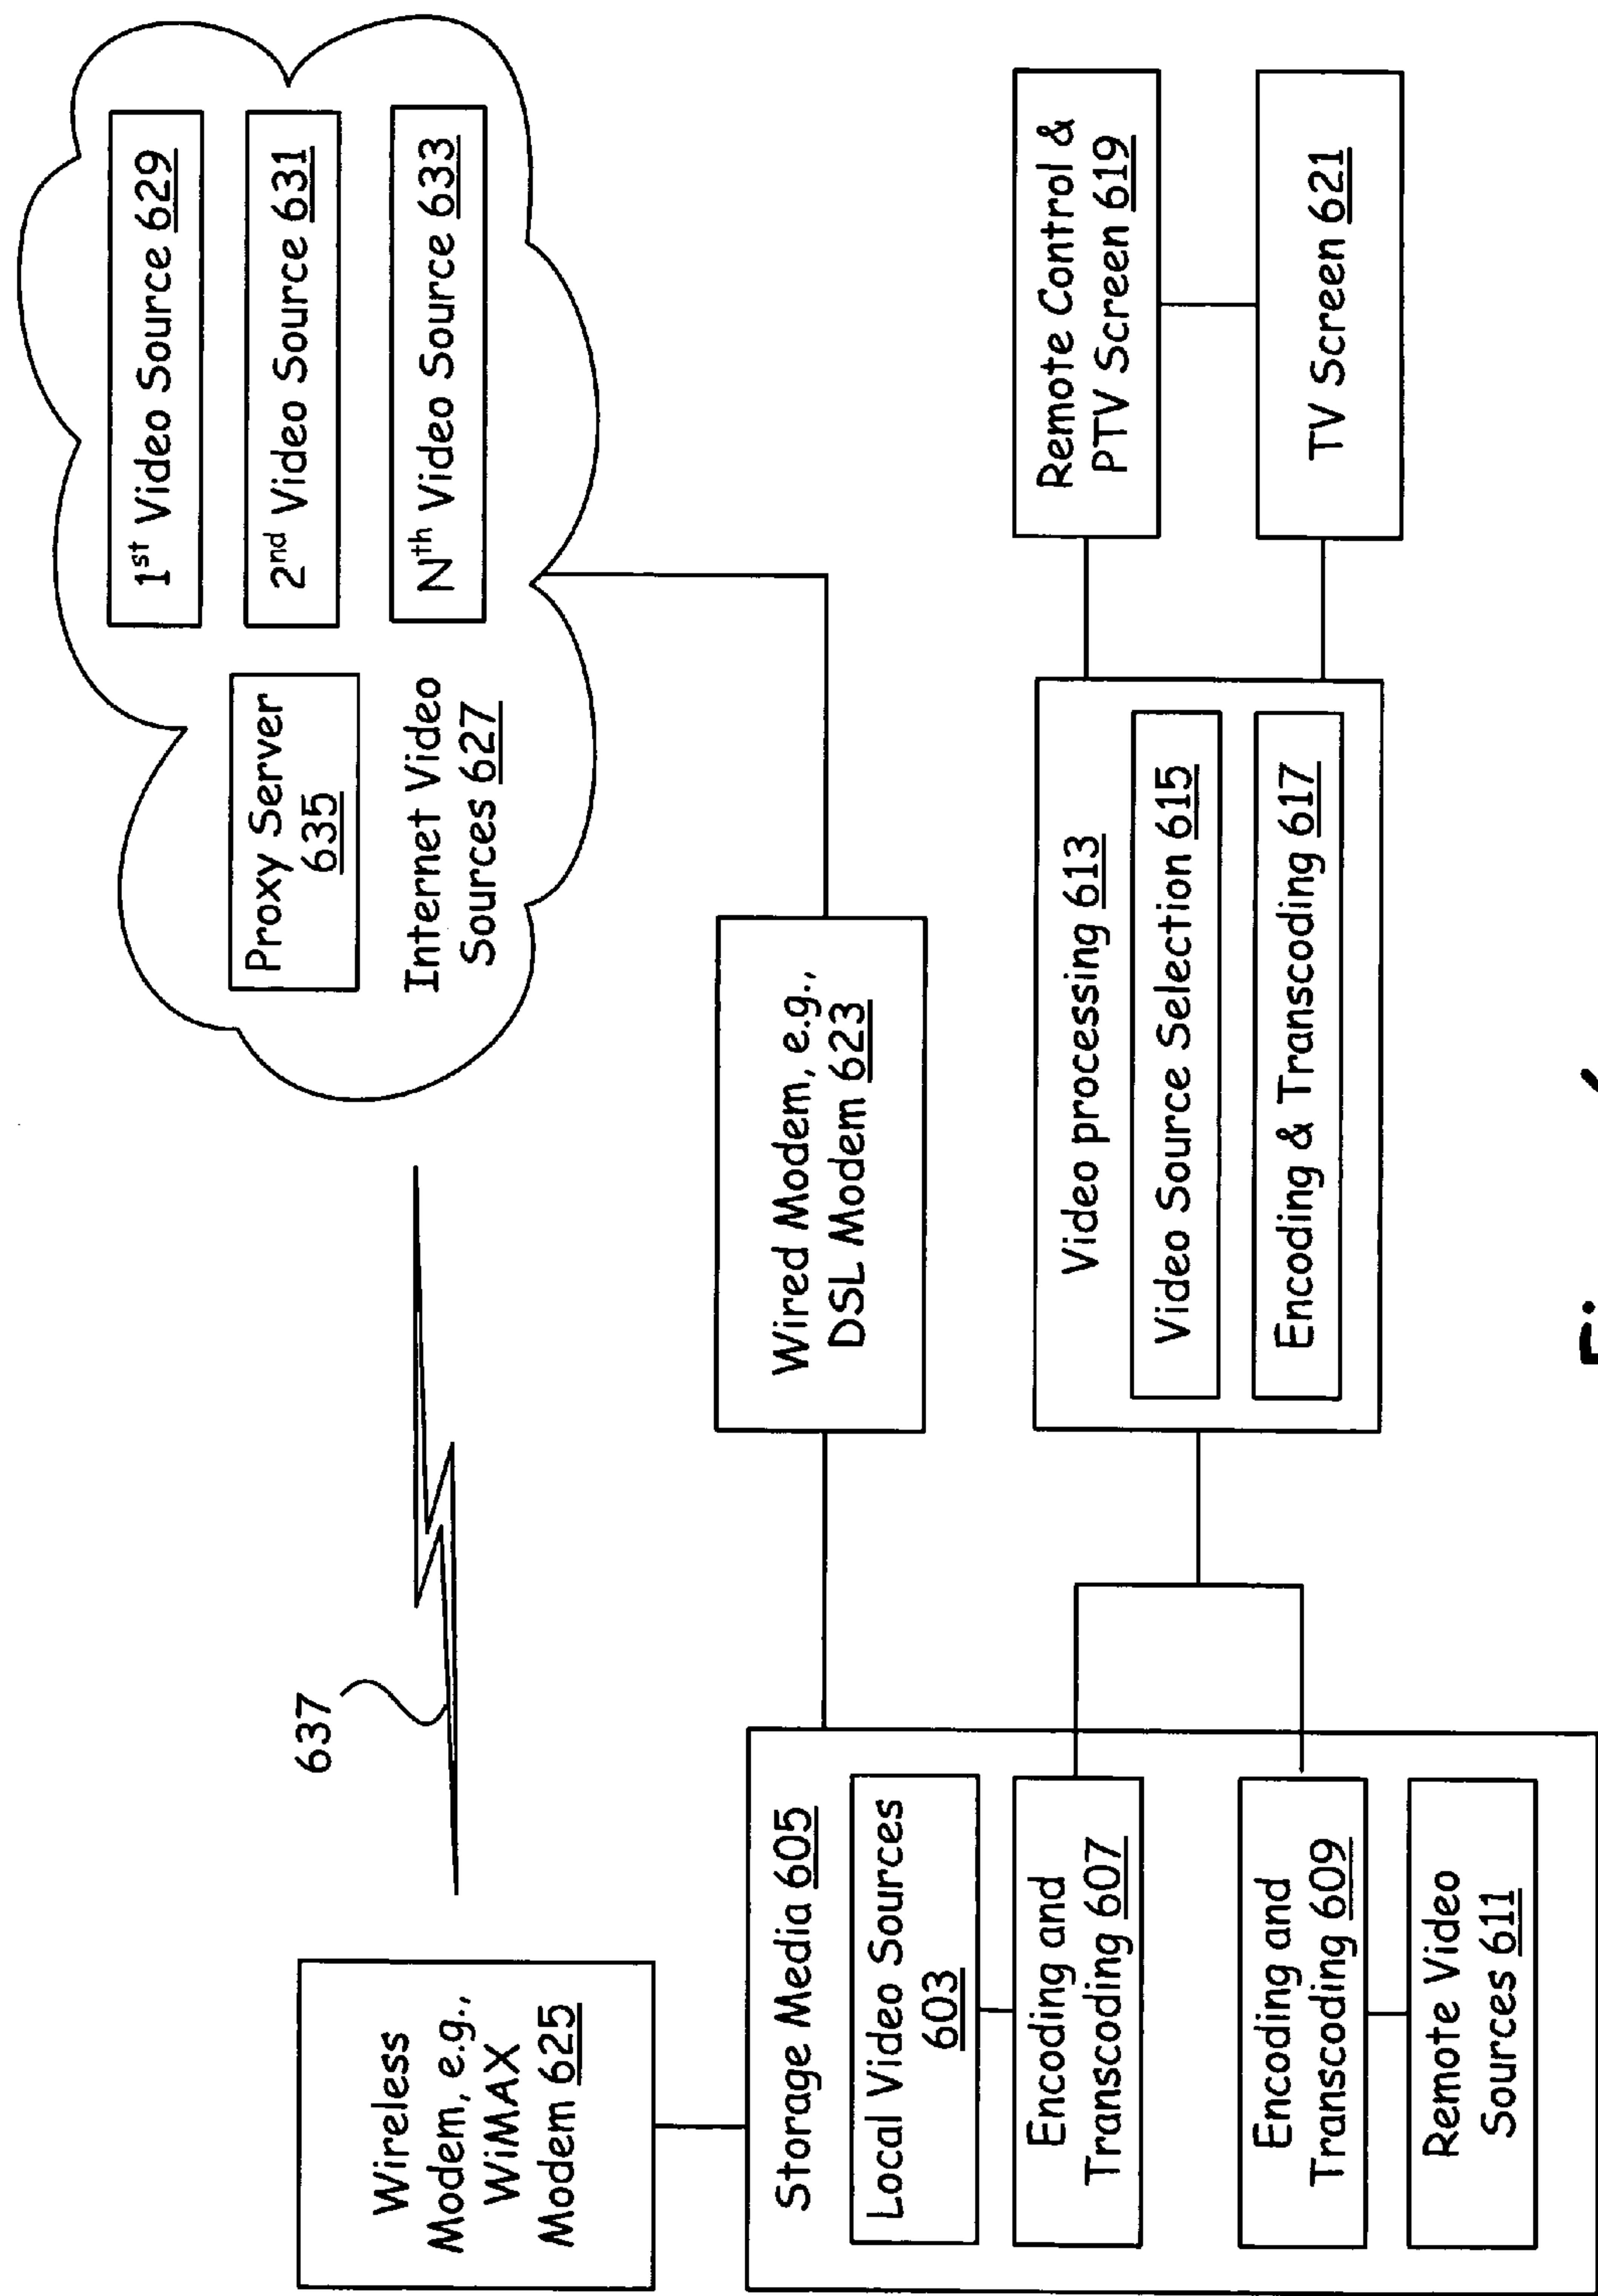 Wireless
Modem, e.g.,
WiMAX
Modem 625
637
Proxy Server
635
Internet Video
Sources 627
1st Video Source 629
2nd Video Source 631
Nth Video Source 633
Wired Modem, e.g.,
DSL Modem 623
Storage Media 605
Local Video Sources
603
Encoding and
Transcoding 607
Encoding and
Transcoding 609
Remote Video
Sources 611
Video processing 613
Video Source Selection 615
Encoding & Transcoding 617
Remote Control &
PTV Screen 619
TV Screen 621